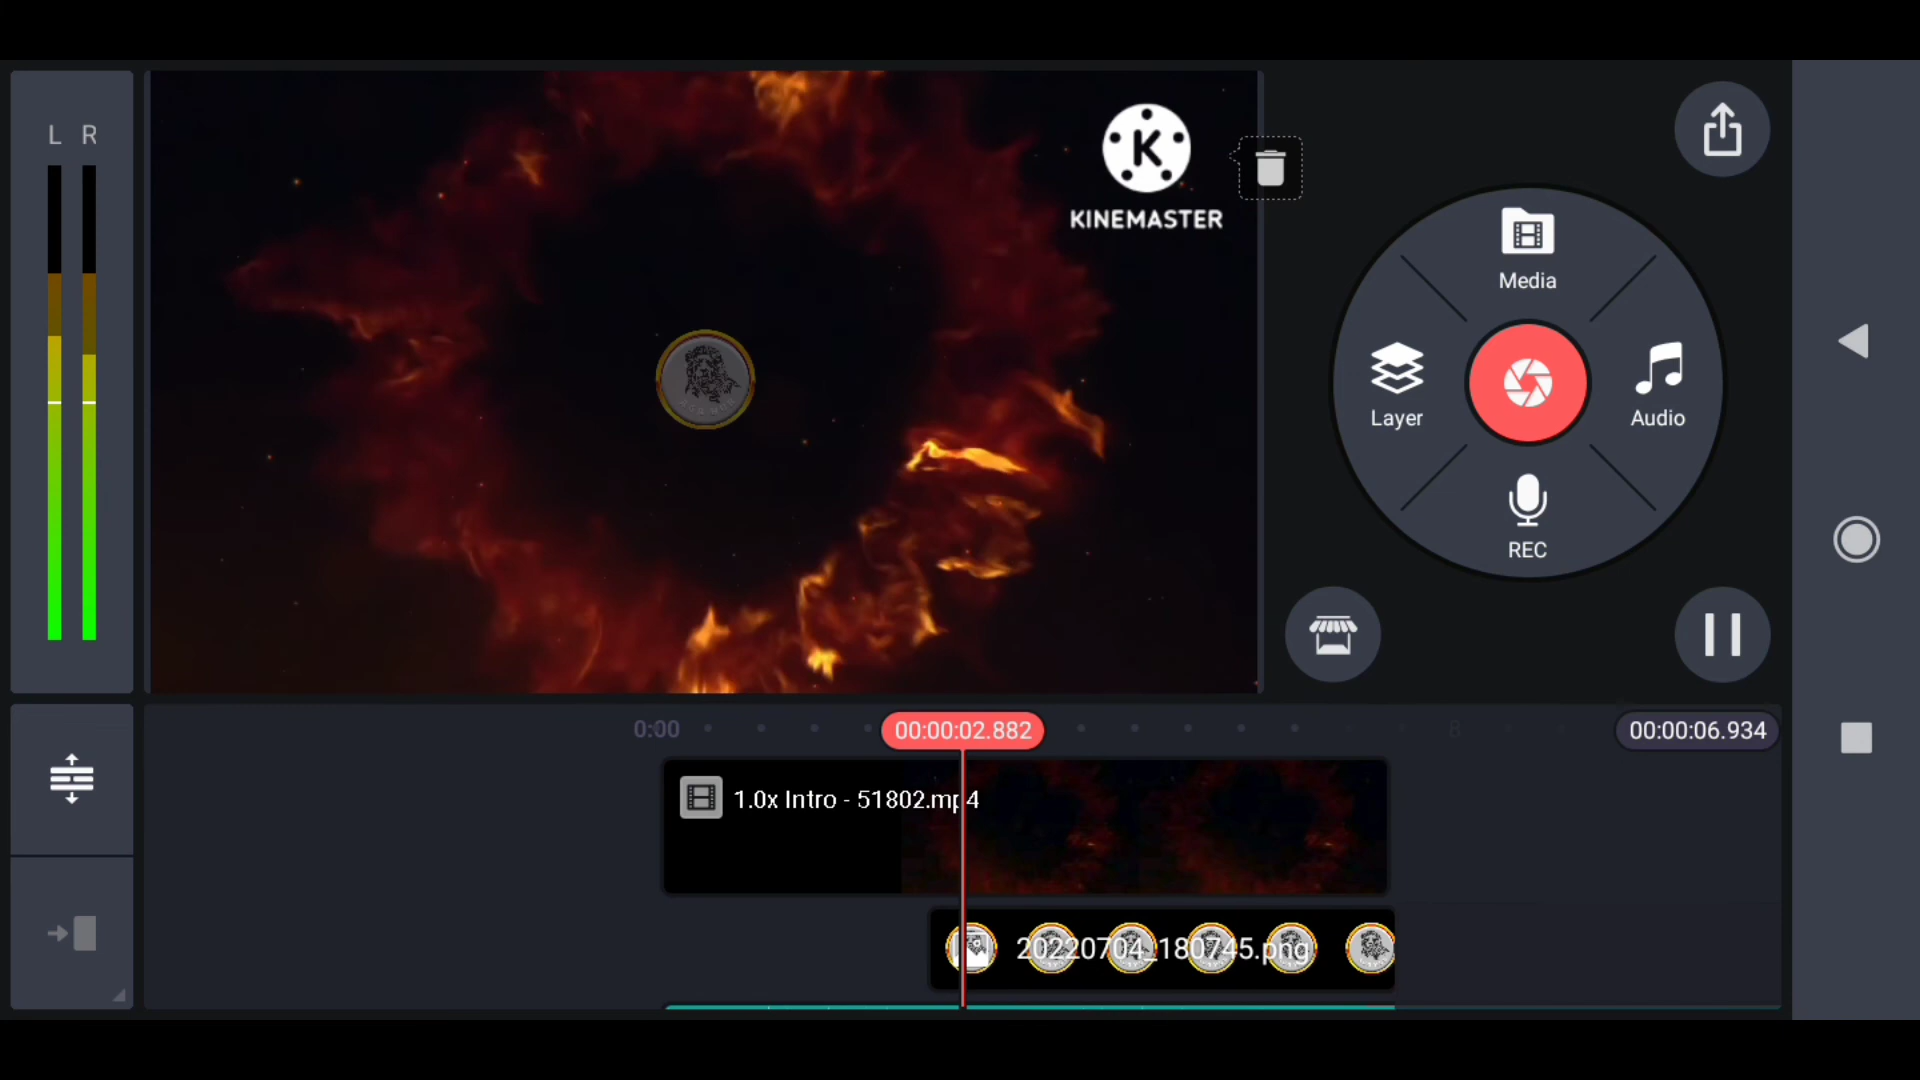 L R
KINEMASTER
Media
Layer
Audio
REC
0:00
00:00:02.882
8
00:00:06.934
1.0x Intro - 51802.mp4
20220704_180745.png